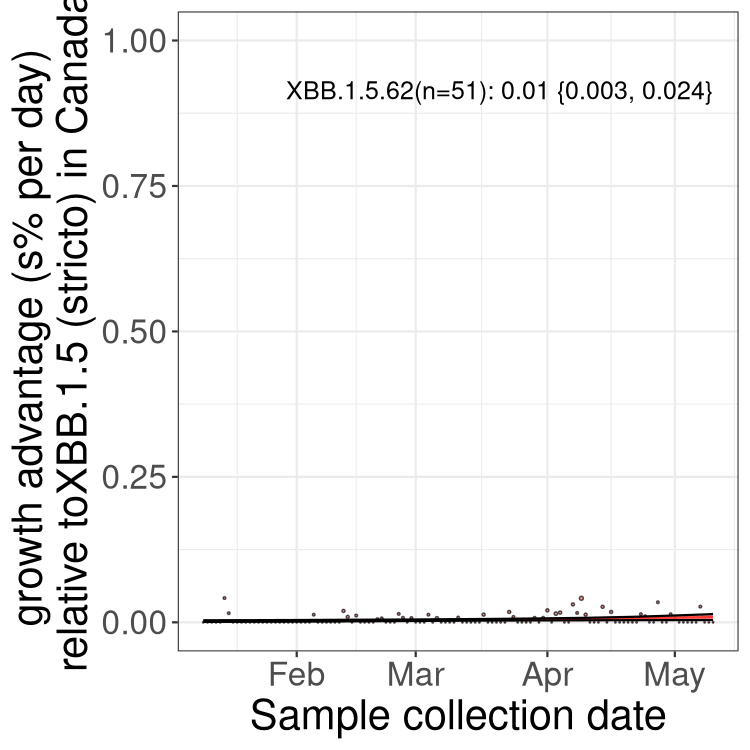 growth advantage (s% per day)
relative toXBB.1.5 (stricto) in Canada
1.00
XBB.1.5.62(n=51): 0.01 {0.003, 0.024}
0.75
0.50
0.25
0.00
Feb Mar Apr May
Sample collection date